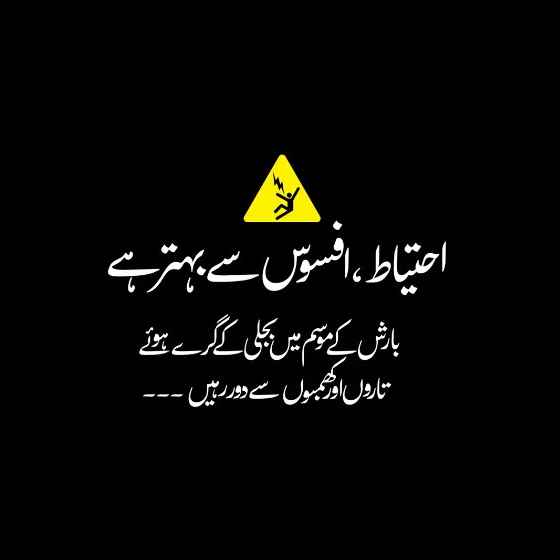 احتیاط ، افسوس سے بہتر ہے
بارش کے موسم میں بجلی کے گرے ہوئے
تاروں اور کھمبوں سے دور رہیں ---